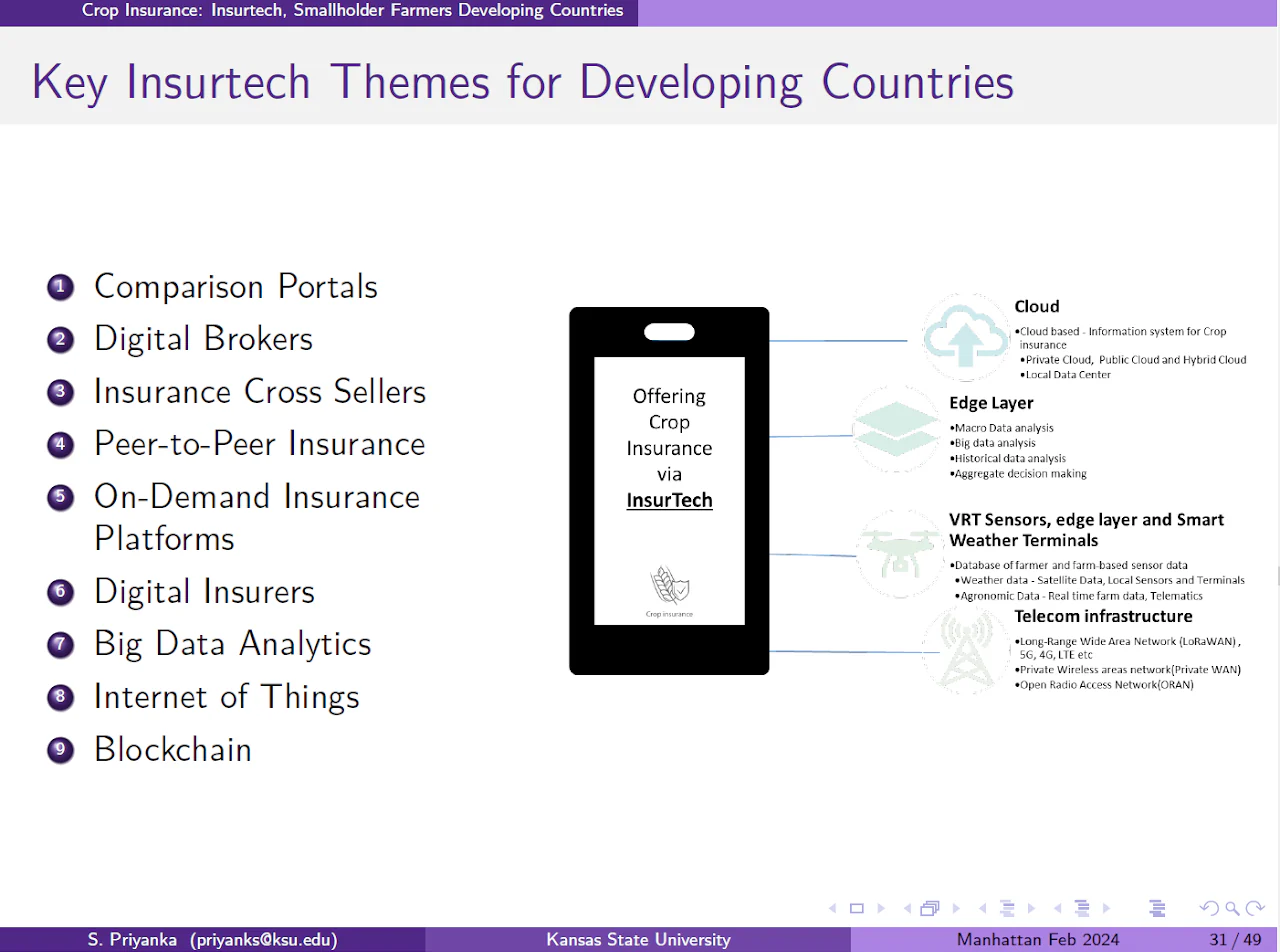 Crop Insurance: Insurtech, Smallholder Farmers Developing Countries
Key Insurtech Themes for Developing Countries
1 Comparison Portals
2 Digital Brokers
3 Insurance Cross Sellers
4 Peer-to-Peer Insurance
5 On-Demand Insurance
Platforms
6 Digital Insurers
7 Big Data Analytics
8 Internet of Things
9 Blockchain
Offering
Crop
Insurance
via
InsurTech
Crop insurance
Cloud
•Cloud based - Information system for Crop
insurance
•Private Cloud, Public Cloud and Hybrid Cloud
•Local Data Center
Edge Layer
•Macro Data analysis
•Big data analysis
•Historical data analysis
•Aggregate decision making
VRT Sensors, edge layer and Smart
Weather Terminals
•Database of farmer and farm-based sensor data
•Weather data - Satellite Data, Local Sensors and Terminals
•Agronomic Data - Real time farm data, Telematics
Telecom infrastructure
•Long-Range Wide Area Network (LoRaWAN) ,
5G, 4G, LTE etc
•Private Wireless areas network(Private WAN)
•Open Radio Access Network(ORAN)
S. Priyanka (priyanks@ksu.edu)
Kansas State University
Manhattan Feb 2024
31 / 49